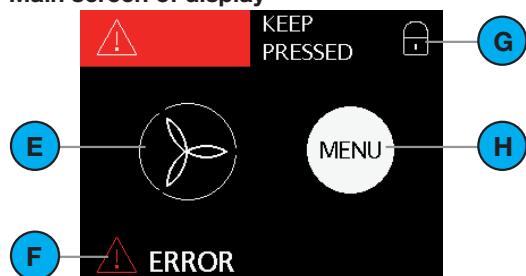 Main screen of display
KEEP
PRESSED
G
E
MENU
H
F
ERROR